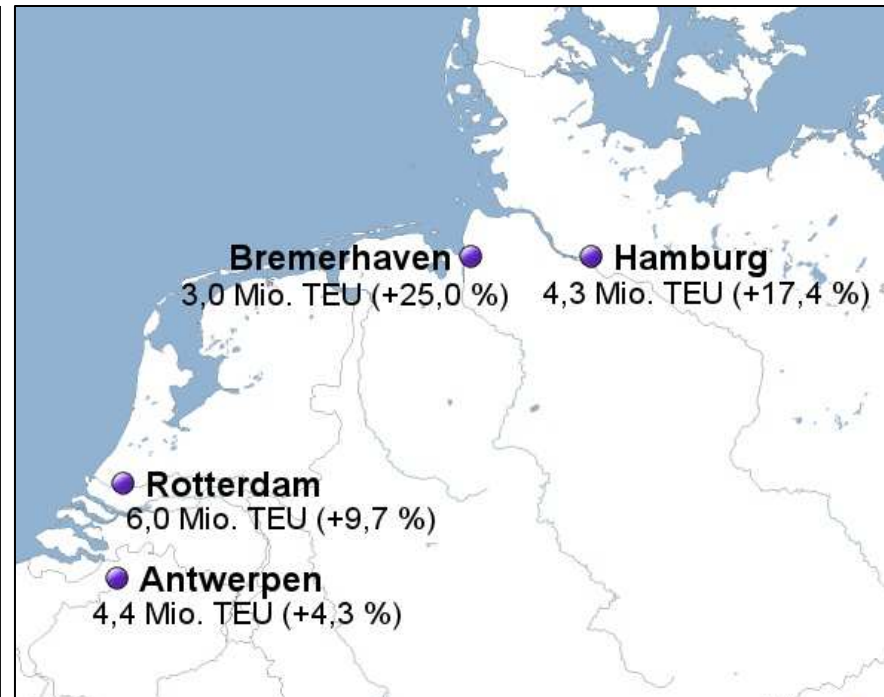 Bremerhaven
3,0 Mio. TEU (+25,0 %)
Hamburg
4,3 Mio. TEU (+17,4 %)
Rotterdam
6,0 Mio. TEU (+9,7 %)
Antwerpen
4,4 Mio. TEU (+4,3 %)